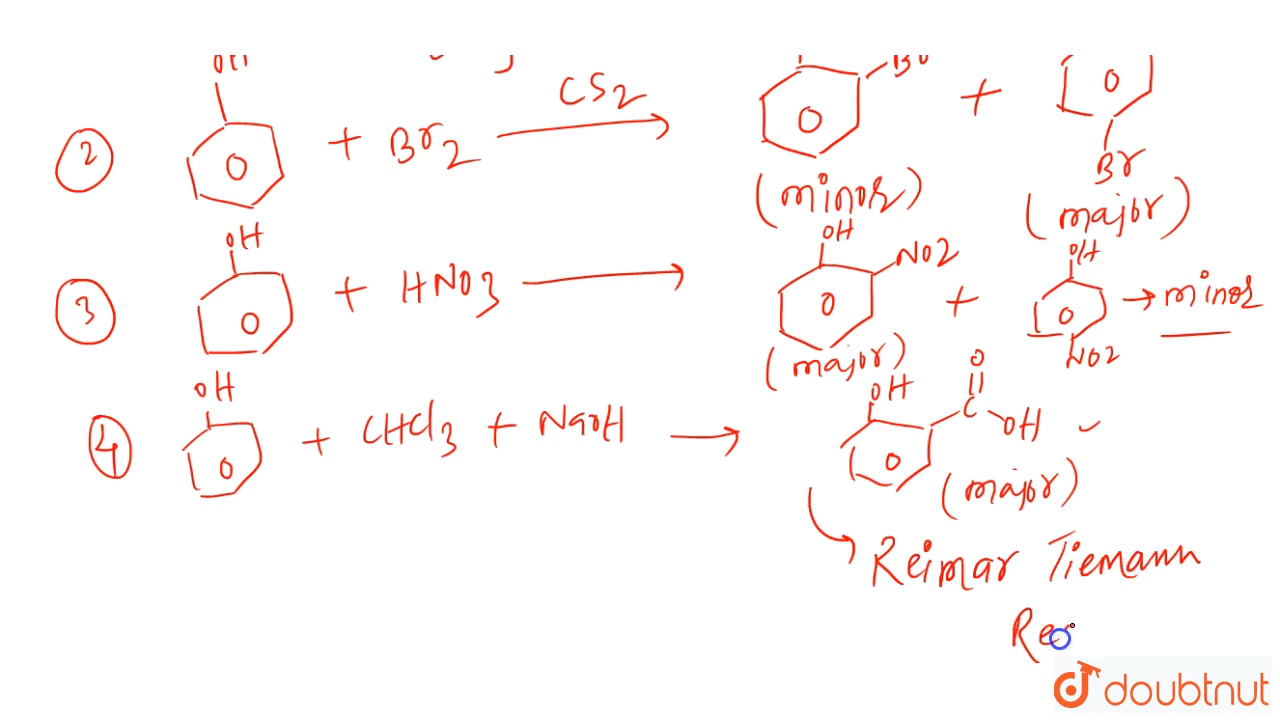 OH
② + Br2 CS2 Br + Br
(minor) (major)
OH OH NO2 OH
③ + HNO3 + → minor
(major) NO2
OH OH O
④ + CHCl3 + NaOH C OH
(major)
Reimar Tiemann
Re
doubtnut